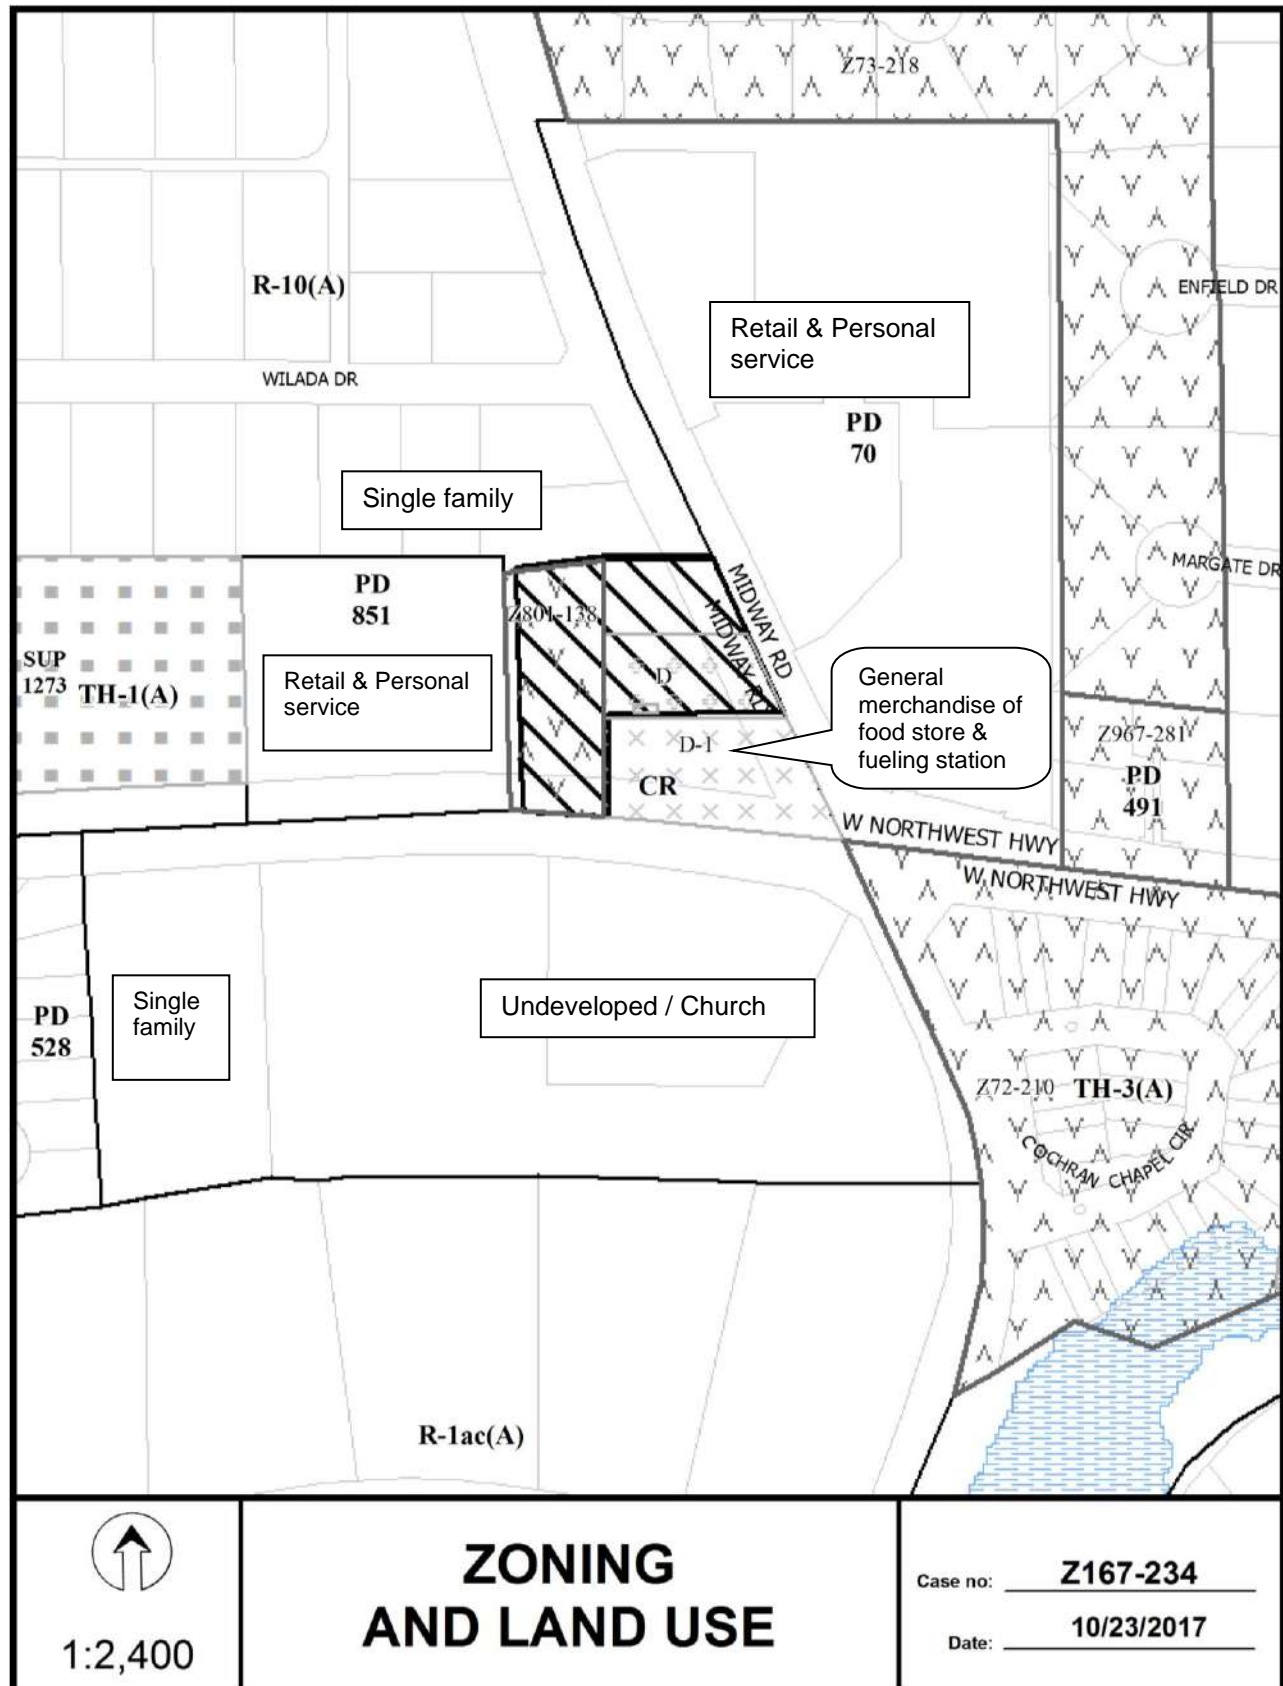 Z73-218
R-10(A)
ENFIELD DR
Retail & Personal
service
WILADA DR
PD
70
Single family
MARGATE DR
MIDWAY RD
MIDWAY RD
PD
851
Z801-138
SUP
1273
TH-1(A)
Retail & Personal
service
D
General
merchandise of
food store &
fueling station
D-1
CR
Z967-281
PD
491
W NORTHWEST HWY
W NORTHWEST HWY
Single
family
Undeveloped / Church
PD
528
Z72-210
TH-3(A)
COCHRAN CHAPEL CIR
R-1ac(A)
1:2,400
ZONING
AND LAND USE
Case no: Z167-234
Date: 10/23/2017